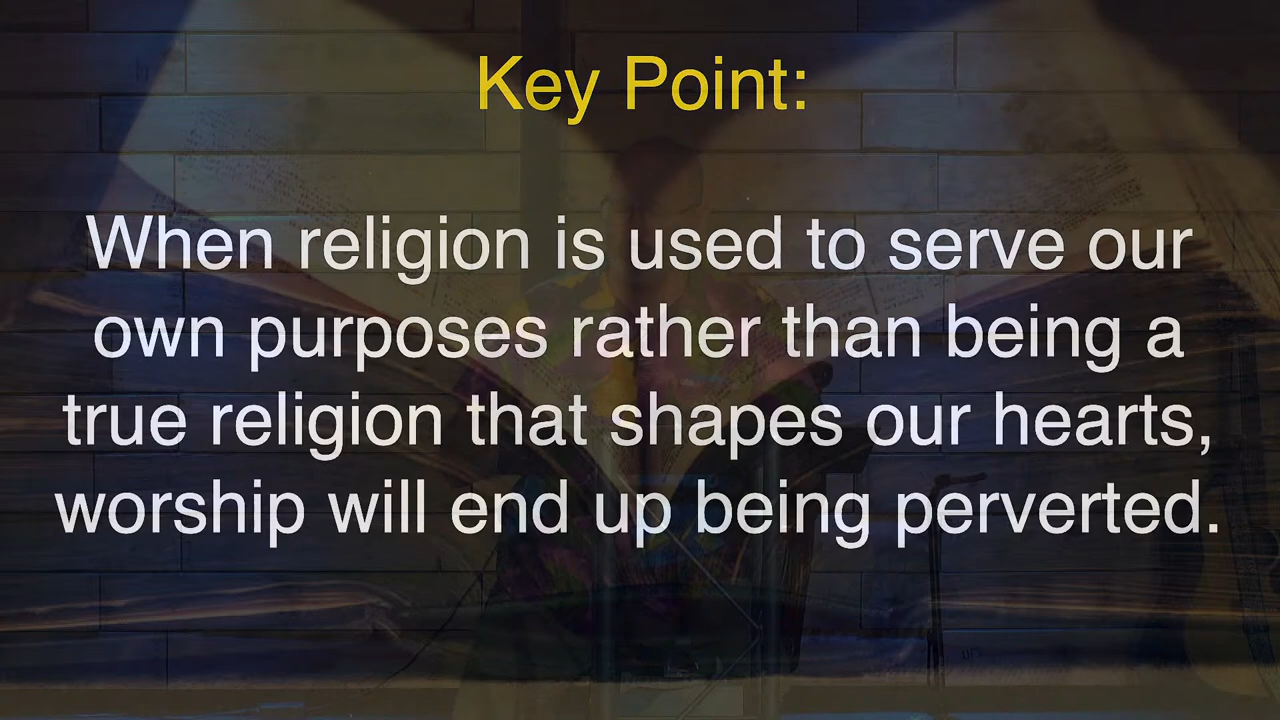 Key Point:
When religion is used to serve our
own purposes rather than being a
true religion that shapes our hearts,
worship will end up being perverted.